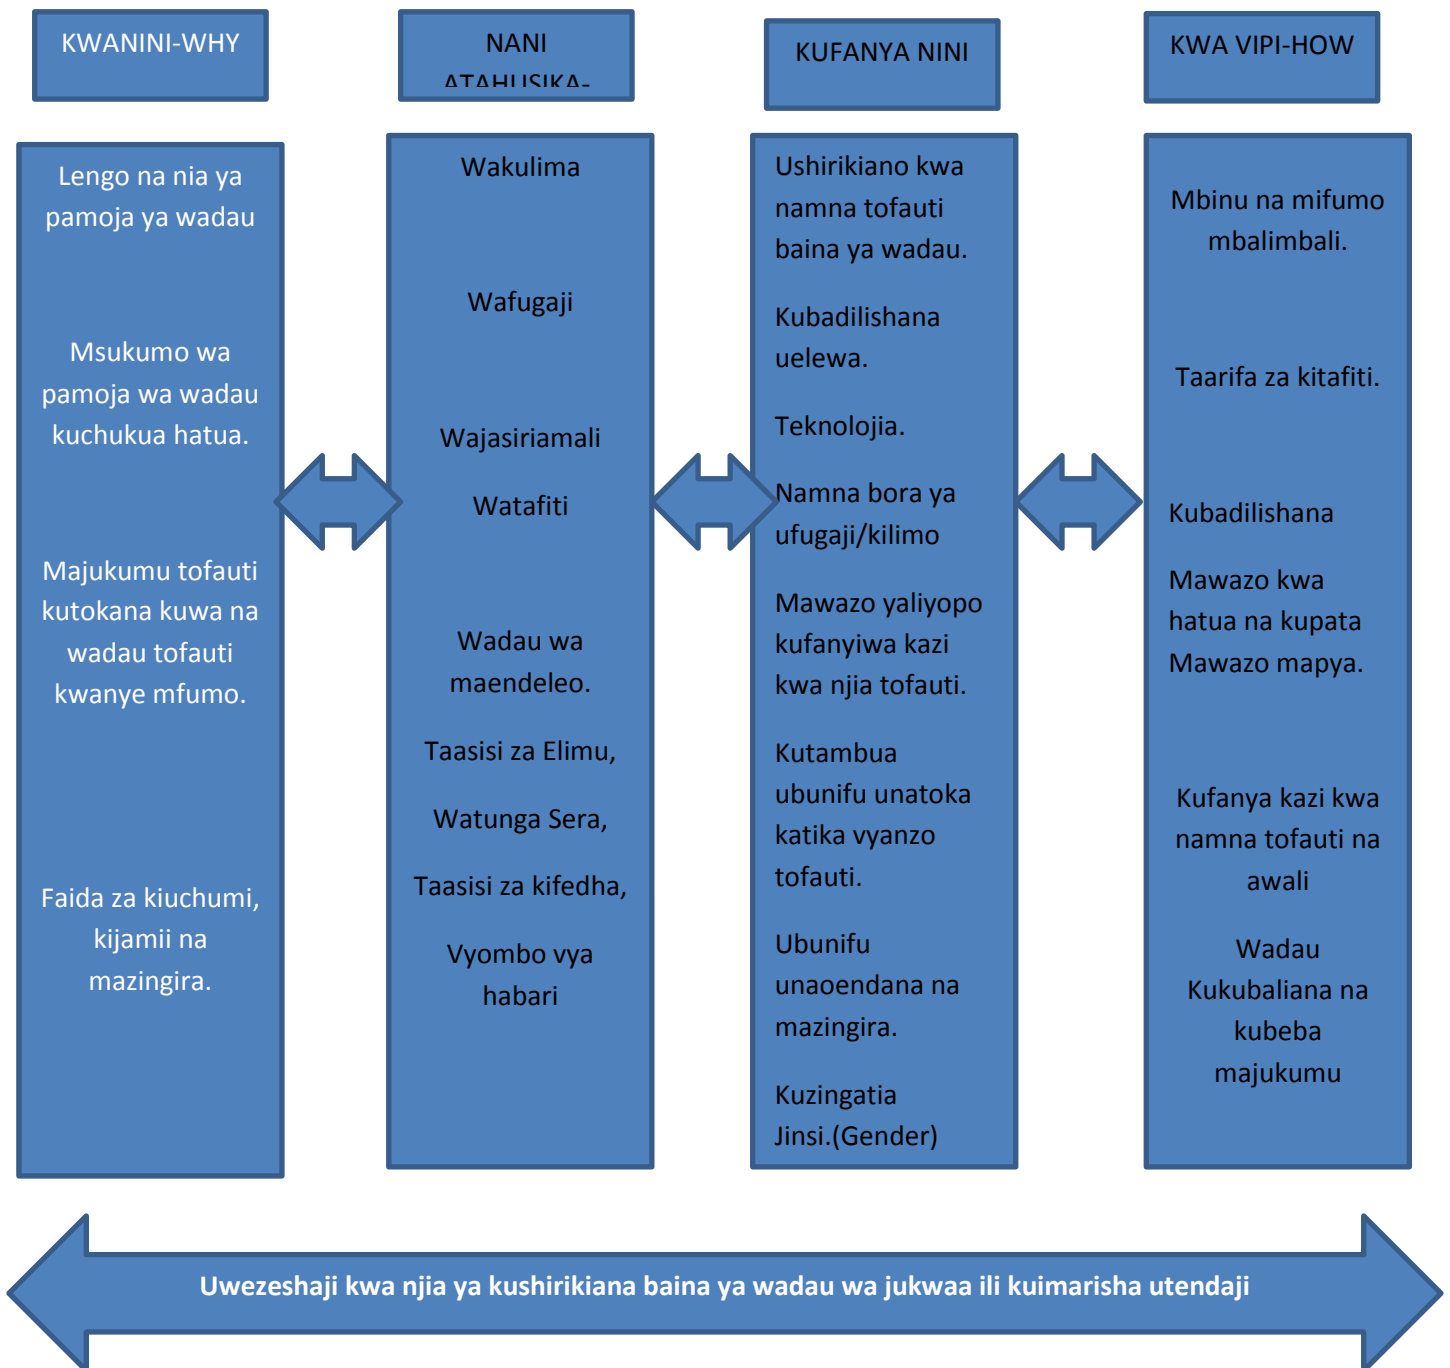 KWANINI-WHY
NANI
ATAHUSIKA-
KUFANYA NINI
KWA VIPI-HOW
Lengo na nia ya
pamoja ya wadau
Msukumo wa
pamoja wa wadau
kuchukua hatua.
Majukumu tofauti
kutokana kuwa na
wadau tofauti
kwanye mfumo.
Faida za kiuchumi,
kijamii na
mazingira.
Wakulima
Wafugaji
Wajasiriamali
Watafiti
Wadau wa
maendeleo.
Taasisi za Elimu,
Watunga Sera,
Taasisi za kifedha,
Vyombo vya
habari
Ushirikiano kwa
namna tofauti
baina ya wadau.
Kubadilishana
uelewa.
Teknolojia.
Namna bora ya
ufugaji/kilimo
Mawazo yaliyopo
kufanyiwa kazi
kwa njia tofauti.
Kutambua
ubunifu unatoka
katika vyanzo
tofauti.
Ubunifu
unaoendana na
mazingira.
Kuzingatia
Jinsi.(Gender)
Mbinu na mifumo
mbalimbali.
Taarifa za kitafiti.
Kubadilishana
Mawazo kwa
hatua na kupata
Mawazo mapya.
Kufanya kazi kwa
namna tofauti na
awali
Wadau
Kukubaliana na
kubeba
majukumu
Uwezeshaji kwa njia ya kushirikiana baina ya wadau wa jukwaa ili kuimarisha utendaji